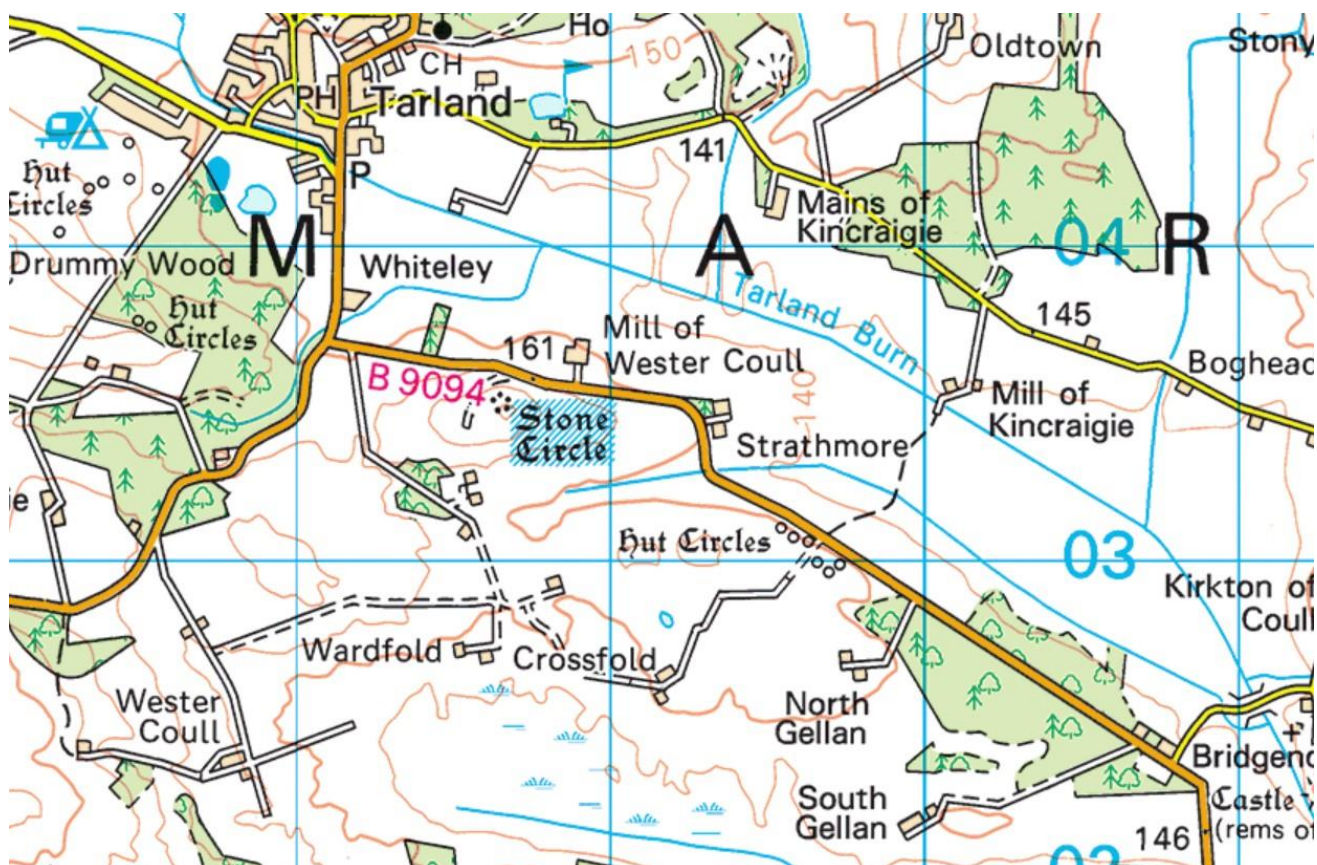 Ho
150
Oldtown
Stony
CH
PH
Tarland
141
Hut
Circles
P
Mains of
Kincraigie
M
A
04
R
Drummy Wood
Whiteley
Tarland Burn
Hut
Circles
145
161
Mill of
Wester Coull
Boghead
B 9094
140
Stone
Circle
Mill of
Kincraigie
Strathmore
ie
Hut Circles
03
Kirkton of
Coull
Wardfold
Crossfold
Wester
Coull
North
Gellan
Bridgend
South
Gellan
Castle
(rems of
146
02